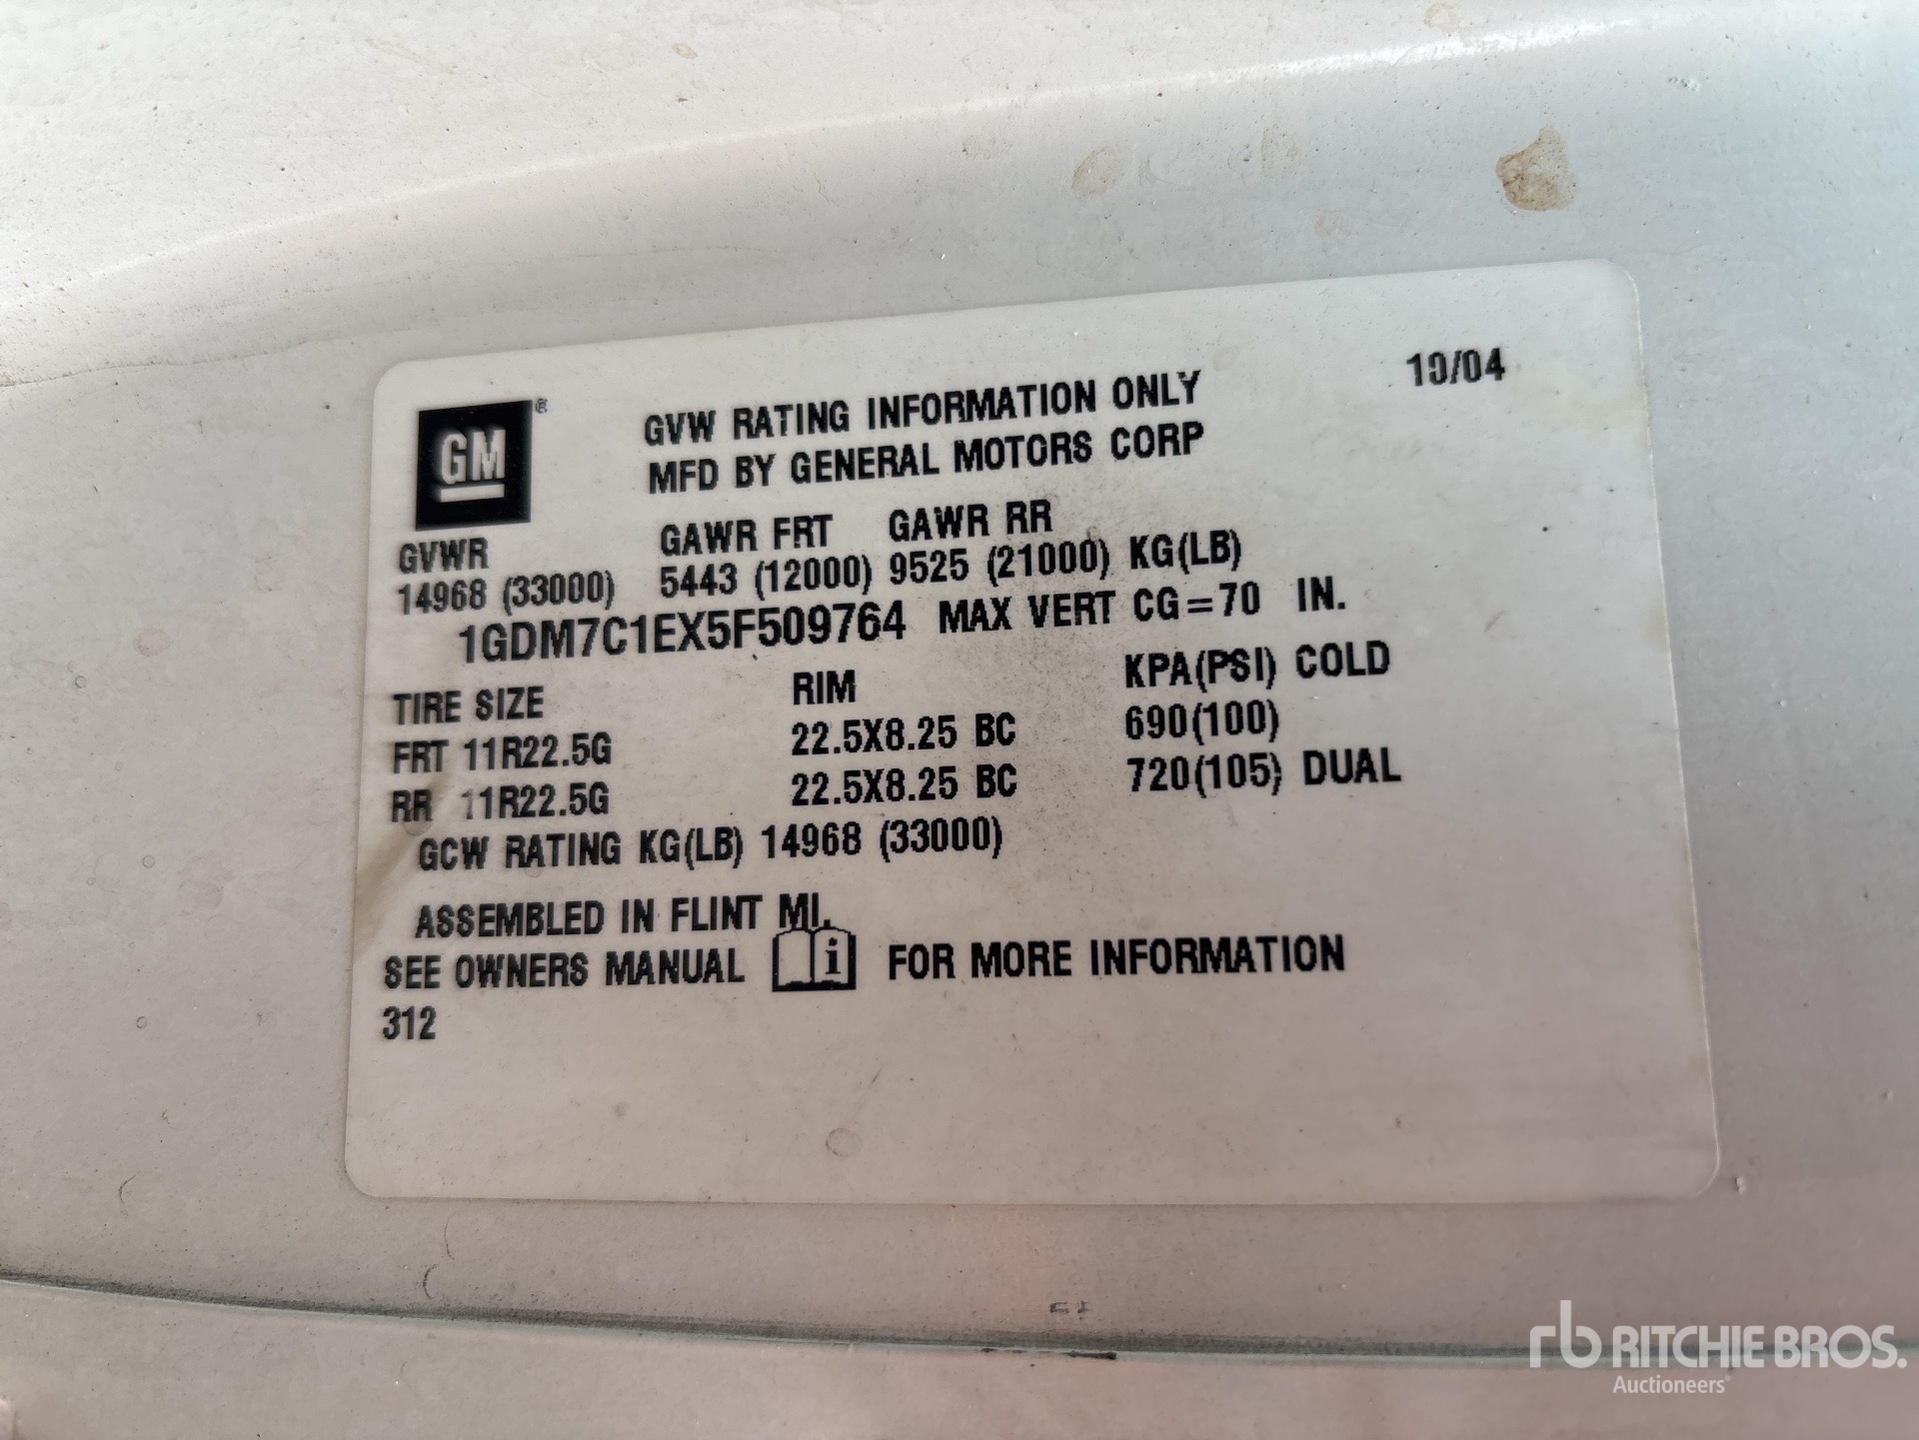 10/04
GM ®
GVW RATING INFORMATION ONLY
MFD BY GENERAL MOTORS CORP
GVWR GAWR FRT GAWR RR
14968 (33000) 5443 (12000) 9525 (21000) KG(LB)
1GDM7C1EX5F509764 MAX VERT CG=70 IN.
TIRE SIZE RIM KPA(PSI) COLD
FRT 11R22.5G 22.5X8.25 BC 690(100)
RR 11R22.5G 22.5X8.25 BC 720(105) DUAL
GCW RATING KG(LB) 14968 (33000)
ASSEMBLED IN FLINT MI.
SEE OWNERS MANUAL i FOR MORE INFORMATION
312
rb RITCHIE BROS.
Auctioneers